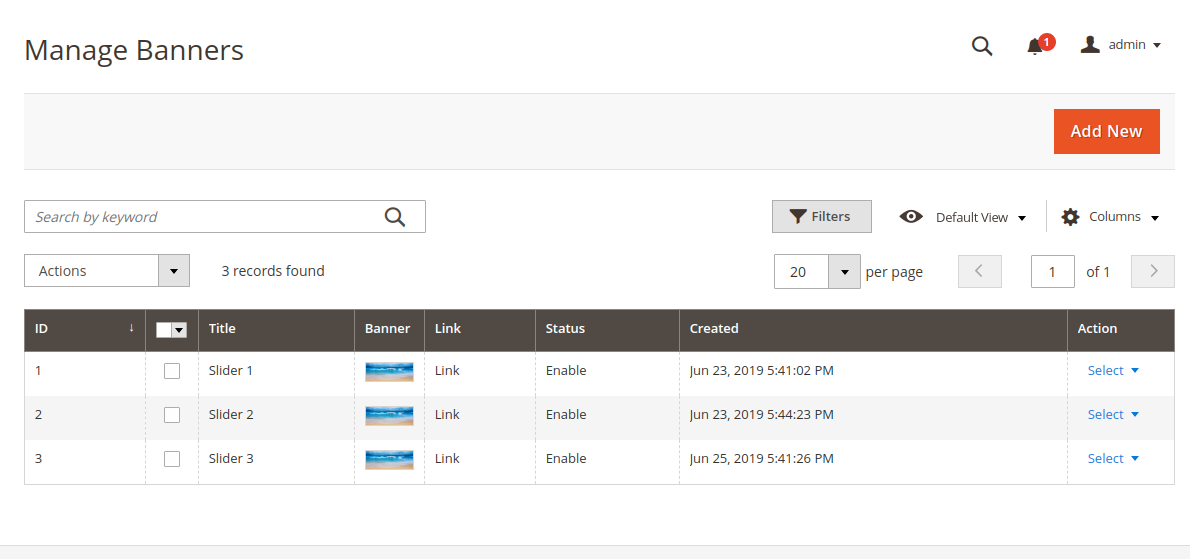 Manage Banners
1
admin
Add New
Search by keyword
Filters
Default View
Columns
Actions
3 records found
20
per page
1
of 1
ID ↓ Title Banner Link Status Created Action
1 Slider 1 Link Enable Jun 23, 2019 5:41:02 PM Select
2 Slider 2 Link Enable Jun 23, 2019 5:44:23 PM Select
3 Slider 3 Link Enable Jun 25, 2019 5:41:26 PM Select